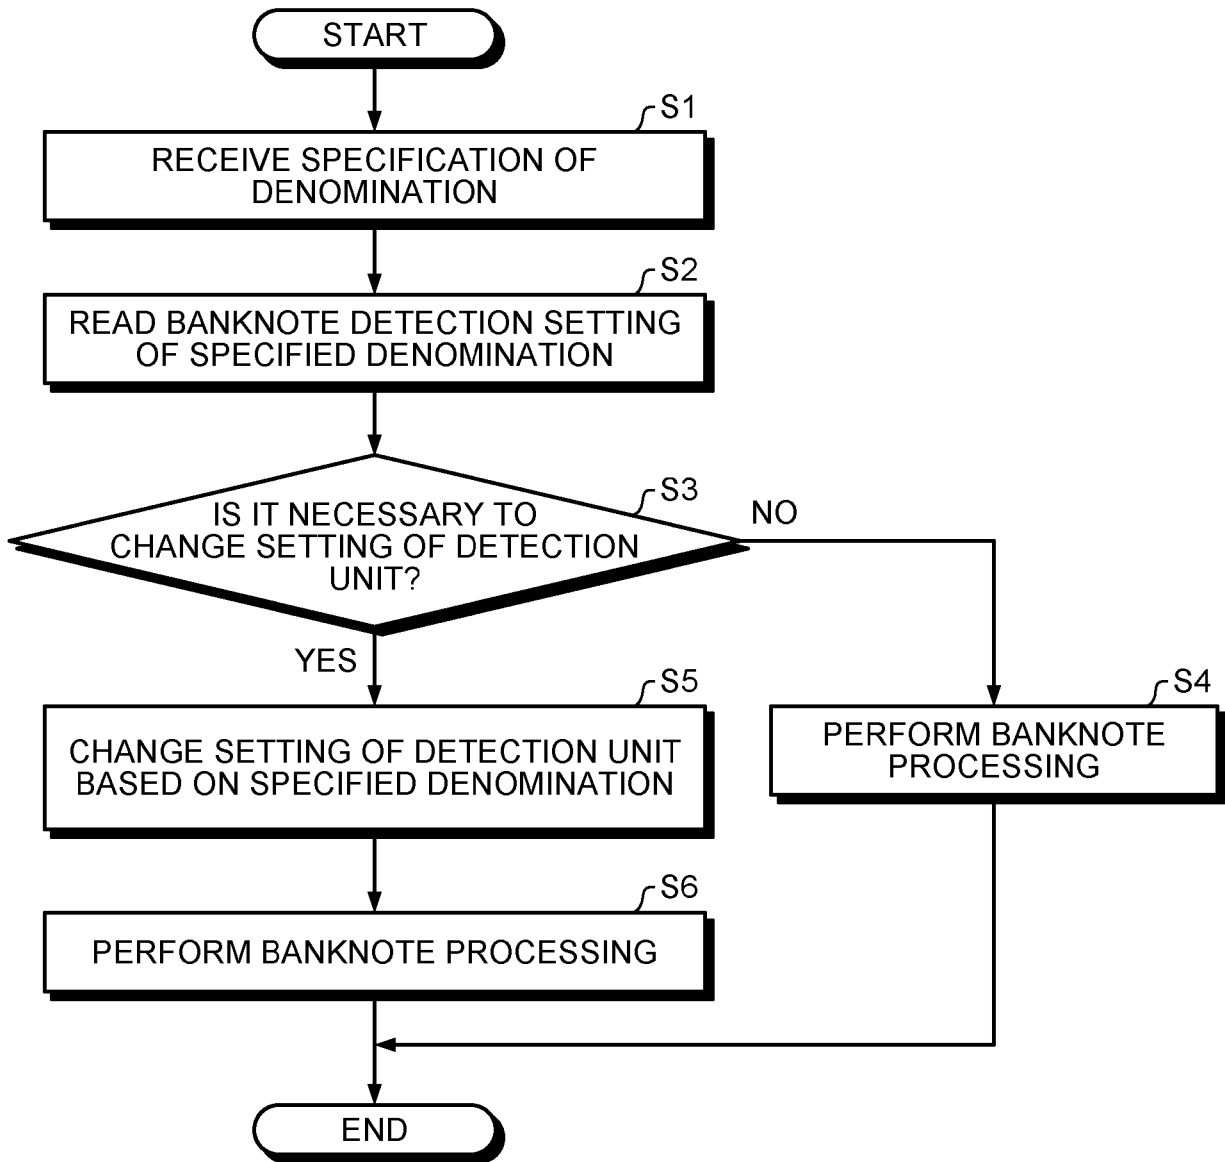 START
S1
RECEIVE SPECIFICATION OF
DENOMINATION
S2
READ BANKNOTE DETECTION SETTING
OF SPECIFIED DENOMINATION
S3
IS IT NECESSARY TO
CHANGE SETTING OF DETECTION
UNIT?
NO
YES
S5
CHANGE SETTING OF DETECTION UNIT
BASED ON SPECIFIED DENOMINATION
S4
PERFORM BANKNOTE
PROCESSING
S6
PERFORM BANKNOTE PROCESSING
END